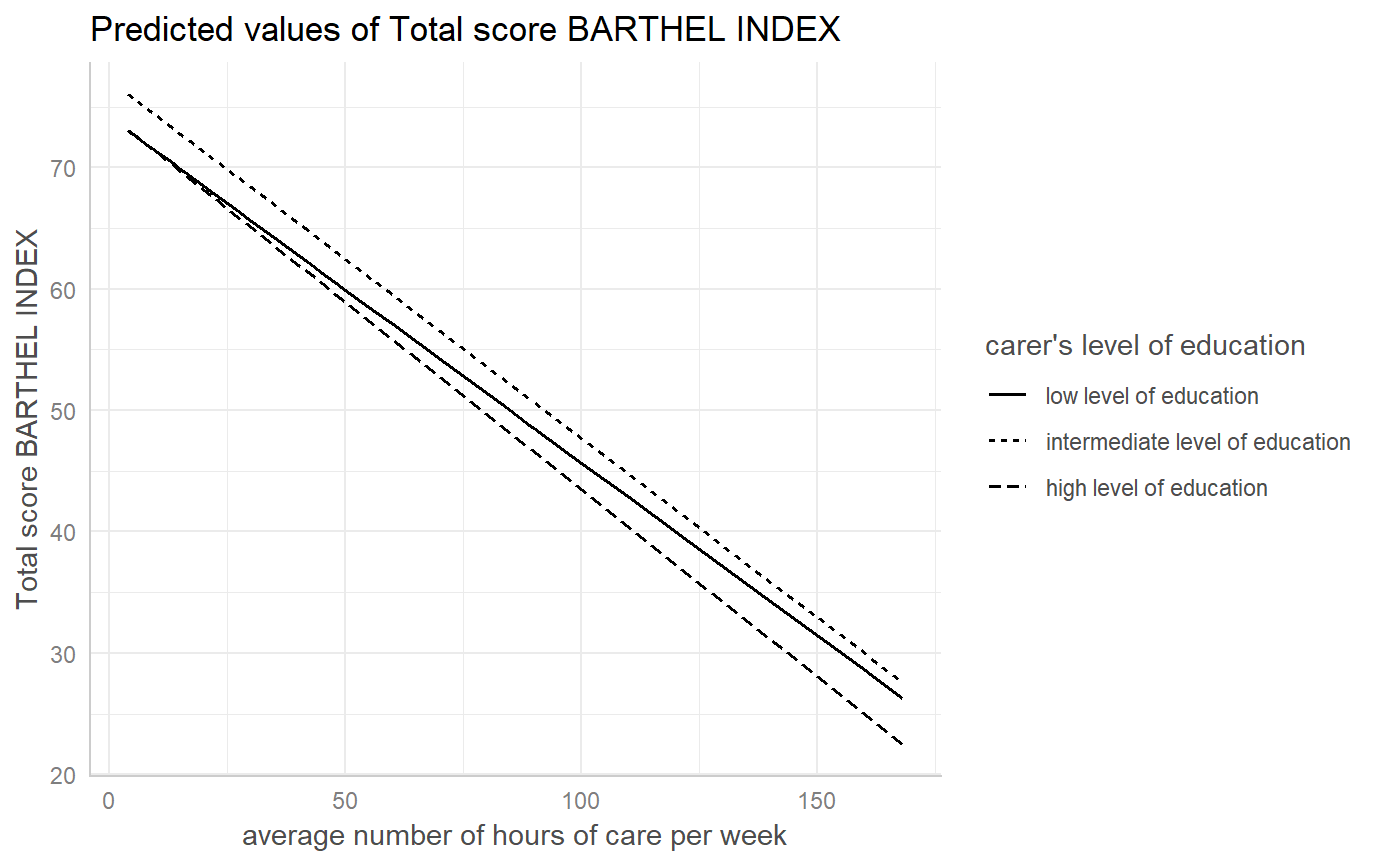 Predicted values of Total score BARTHEL INDEX
Total score BARTHEL INDEX
70
60
50
40
30
20
0 50 100 150
average number of hours of care per week
carer's level of education
low level of education
intermediate level of education
high level of education